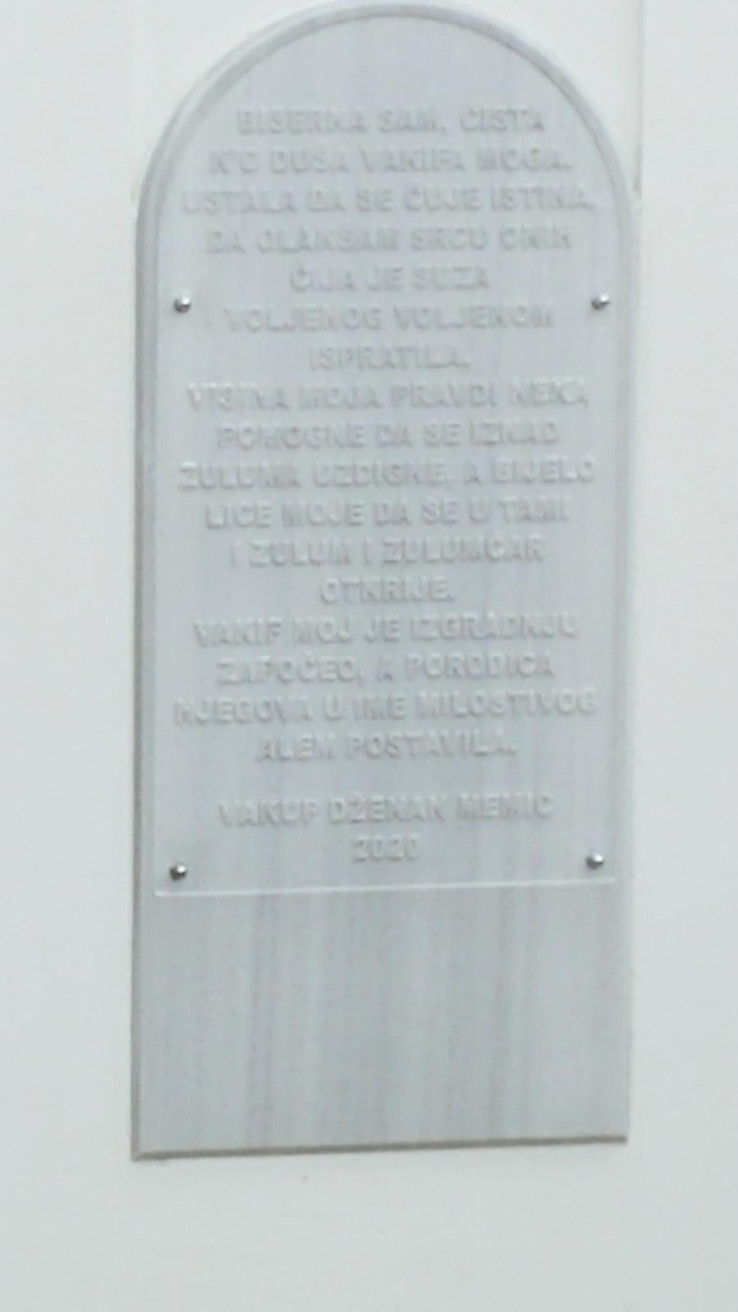 BISERNA SAM, ČISTA
K'O DUŠA VAKIFA MOGA.
USTALA DA SE ČUJE ISTINA,
DA OLAKŠAM SRCU ONIH
ČIJA JE SUZA
VOLJENOG VOLJENOM
ISPRATILA.
VISINA MOJA PRAVDI NEKA
POMOGNE DA SE IZNAD
ZULUMA UZDIGNE, A BIJELO
LICE MOJE DA SE U TAMI
I ZULUM I ZULUMĆAR
OTKRIJE.
VAKIF MOJ JE IZGRADNJU
ZAPOČEO, A PORODICA
NJEGOVA U IME MILOSTIVOG
ALEM POSTAVILA.
VAKUF DŽENAN MEMIĆ
2020